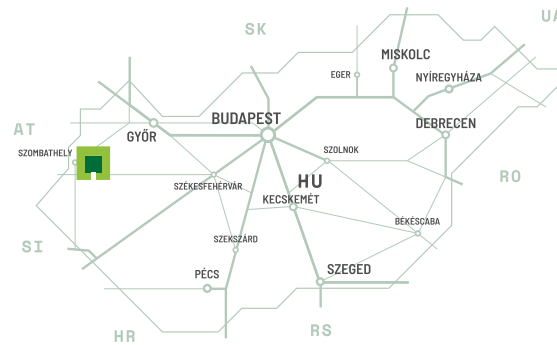 UA
SK
MISKOLC
EGER
NYÍREGYHÁZA
BUDAPEST
DEBRECEN
AT
GYŐR
SZOMBATHELY
SZOLNOK
RO
HU
SZÉKESFEHÉRVÁR
KECSKEMÉT
BÉKÉSCABA
SI
SZEKSZÁRD
PÉCS
SZEGED
RS
HR